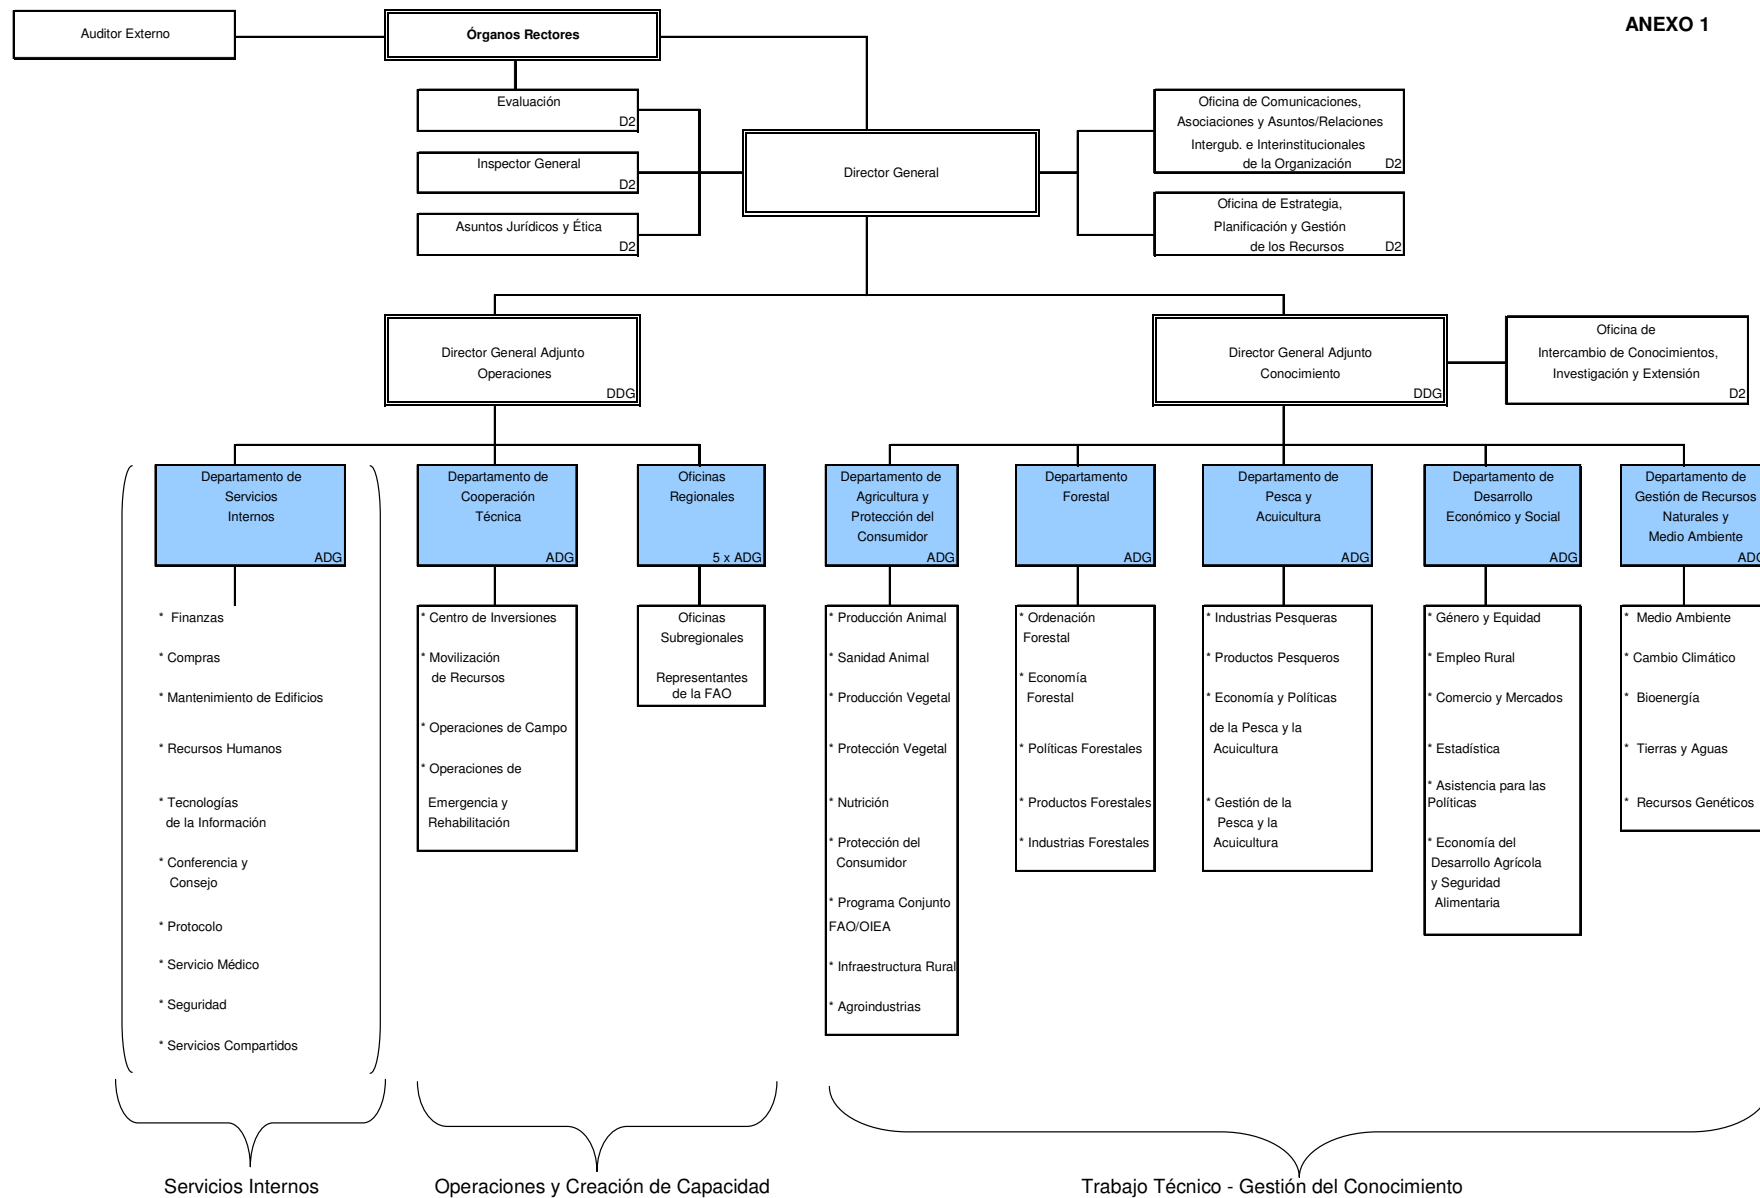 ANEXO 1
Auditor Externo
Órganos Rectores
Evaluación
D2
Inspector General
D2
Asuntos Jurídicos y Ética
D2
Director General
Oficina de Comunicaciones,
Asociaciones y Asuntos/Relaciones
Intergub. e Interinstitucionales
de la Organización D2
Oficina de Estrategia,
Planificación y Gestión
de los Recursos D2
Director General Adjunto
Operaciones
DDG
Director General Adjunto
Conocimiento
DDG
Oficina de
Intercambio de Conocimientos,
Investigación y Extensión
D2
Departamento de
Servicios
Internos
ADG
Departamento de
Cooperación
Técnica
ADG
Oficinas
Regionales
5 x ADG
Departamento de
Agricultura y
Protección del
Consumidor
ADG
Departamento
Forestal
ADG
Departamento de
Pesca y
Acuicultura
ADG
Departamento de
Desarrollo
Económico y Social
ADG
Departamento de
Gestión de Recursos
Naturales y
Medio Ambiente
ADG
* Finanzas
* Compras
* Mantenimiento de Edificios
* Recursos Humanos
* Tecnologías
de la Información
* Conferencia y
Consejo
* Protocolo
* Servicio Médico
* Seguridad
* Servicios Compartidos
* Centro de Inversiones
* Movilización
de Recursos
* Operaciones de Campo
* Operaciones de
Emergencia y
Rehabilitación
Oficinas
Subregionales
Representantes
de la FAO
* Producción Animal
* Sanidad Animal
* Producción Vegetal
* Protección Vegetal
* Nutrición
* Protección del
Consumidor
* Programa Conjunto
FAO/OIEA
* Infraestructura Rural
* Agroindustrias
* Ordenación
Forestal
* Economía
Forestal
* Políticas Forestales
* Productos Forestales
* Industrias Forestales
* Industrias Pesqueras
* Productos Pesqueros
* Economía y Políticas
de la Pesca y la
Acuicultura
* Gestión de la
Pesca y la
Acuicultura
* Género y Equidad
* Empleo Rural
* Comercio y Mercados
* Estadística
* Asistencia para las
Políticas
* Economía del
Desarrollo Agrícola
y Seguridad
Alimentaria
* Medio Ambiente
* Cambio Climático
* Bioenergía
* Tierras y Aguas
* Recursos Genéticos
Servicios Internos
Operaciones y Creación de Capacidad
Trabajo Técnico - Gestión del Conocimiento